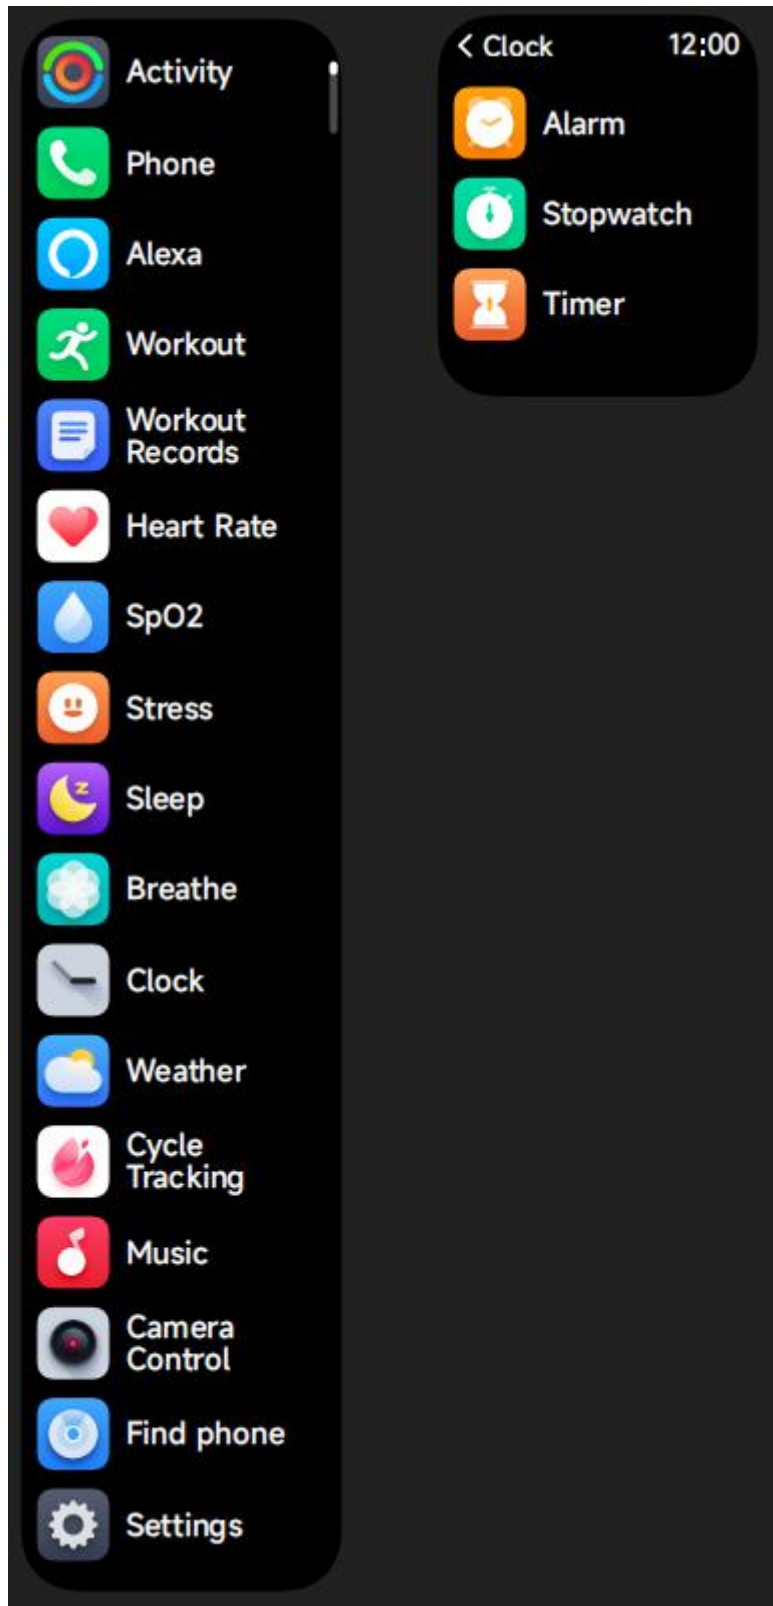 Activity
Phone
Alexa
Workout
Workout
Records
Heart Rate
SpO2
Stress
Sleep
Breathe
Clock
Weather
Cycle
Tracking
Music
Camera
Control
Find phone
Settings
< Clock 12:00
Alarm
Stopwatch
Timer